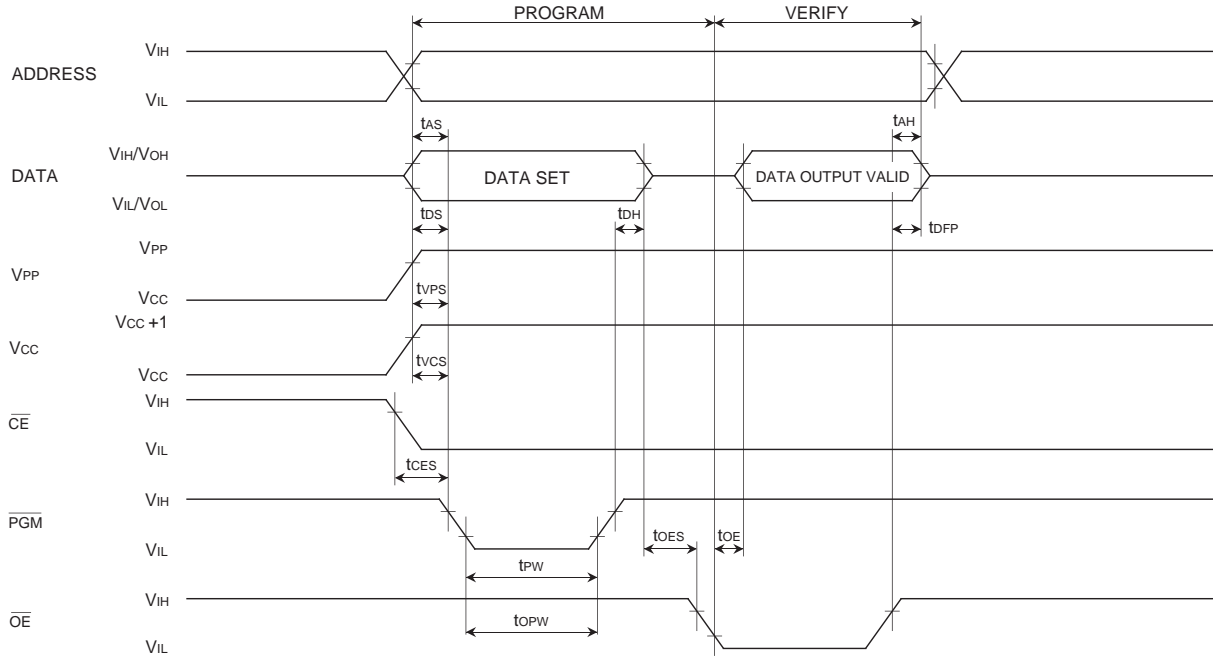 PROGRAM VERIFY
VIH
ADDRESS
VIL
tAS tAH
VIH/VOH
DATA DATA SET DATA OUTPUT VALID
VIL/VOL
tDS tDH tDFP
VPP
VPP
VCC tVPS
VCC +1
VCC
VCC tVCS
VIH
CE
VIL
tCES
VIH
PGM
VIL tOES tOE
tPW
VIH
OE tOPW
VIL